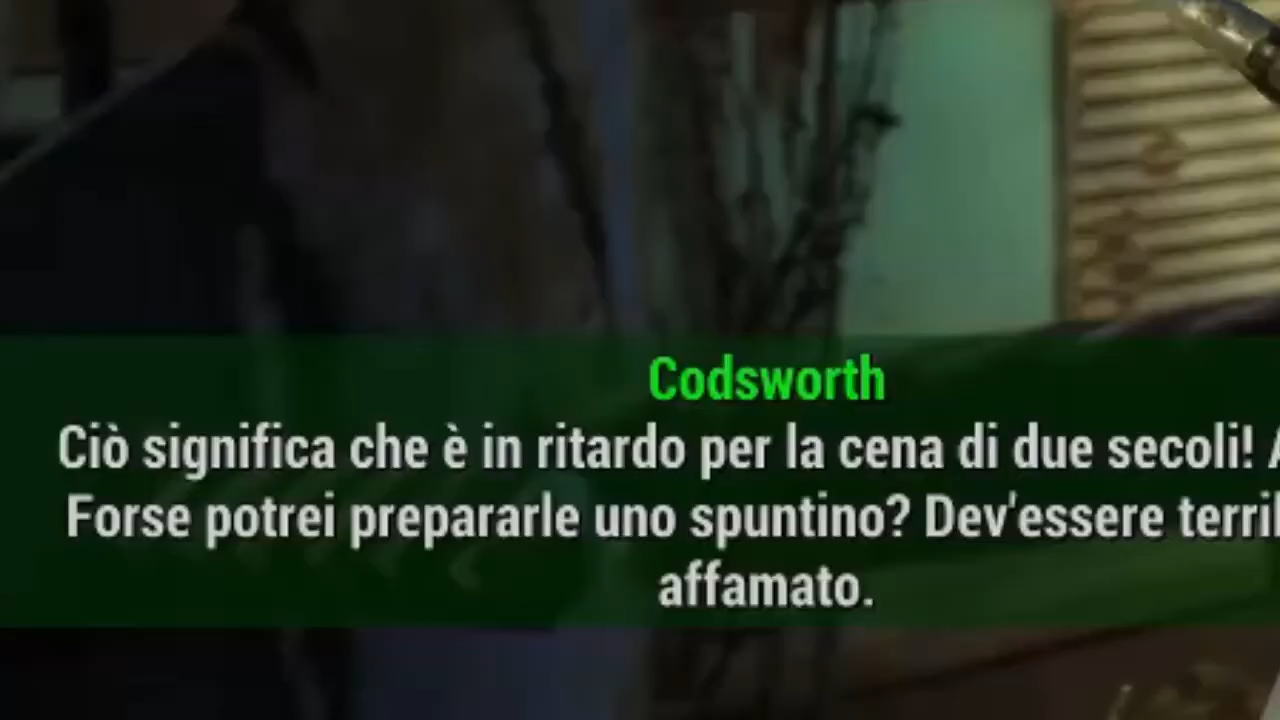 Codsworth
Ciò significa che è in ritardo per la cena di due secoli!
Forse potrei prepararle uno spuntino? Dev'essere
affamato.